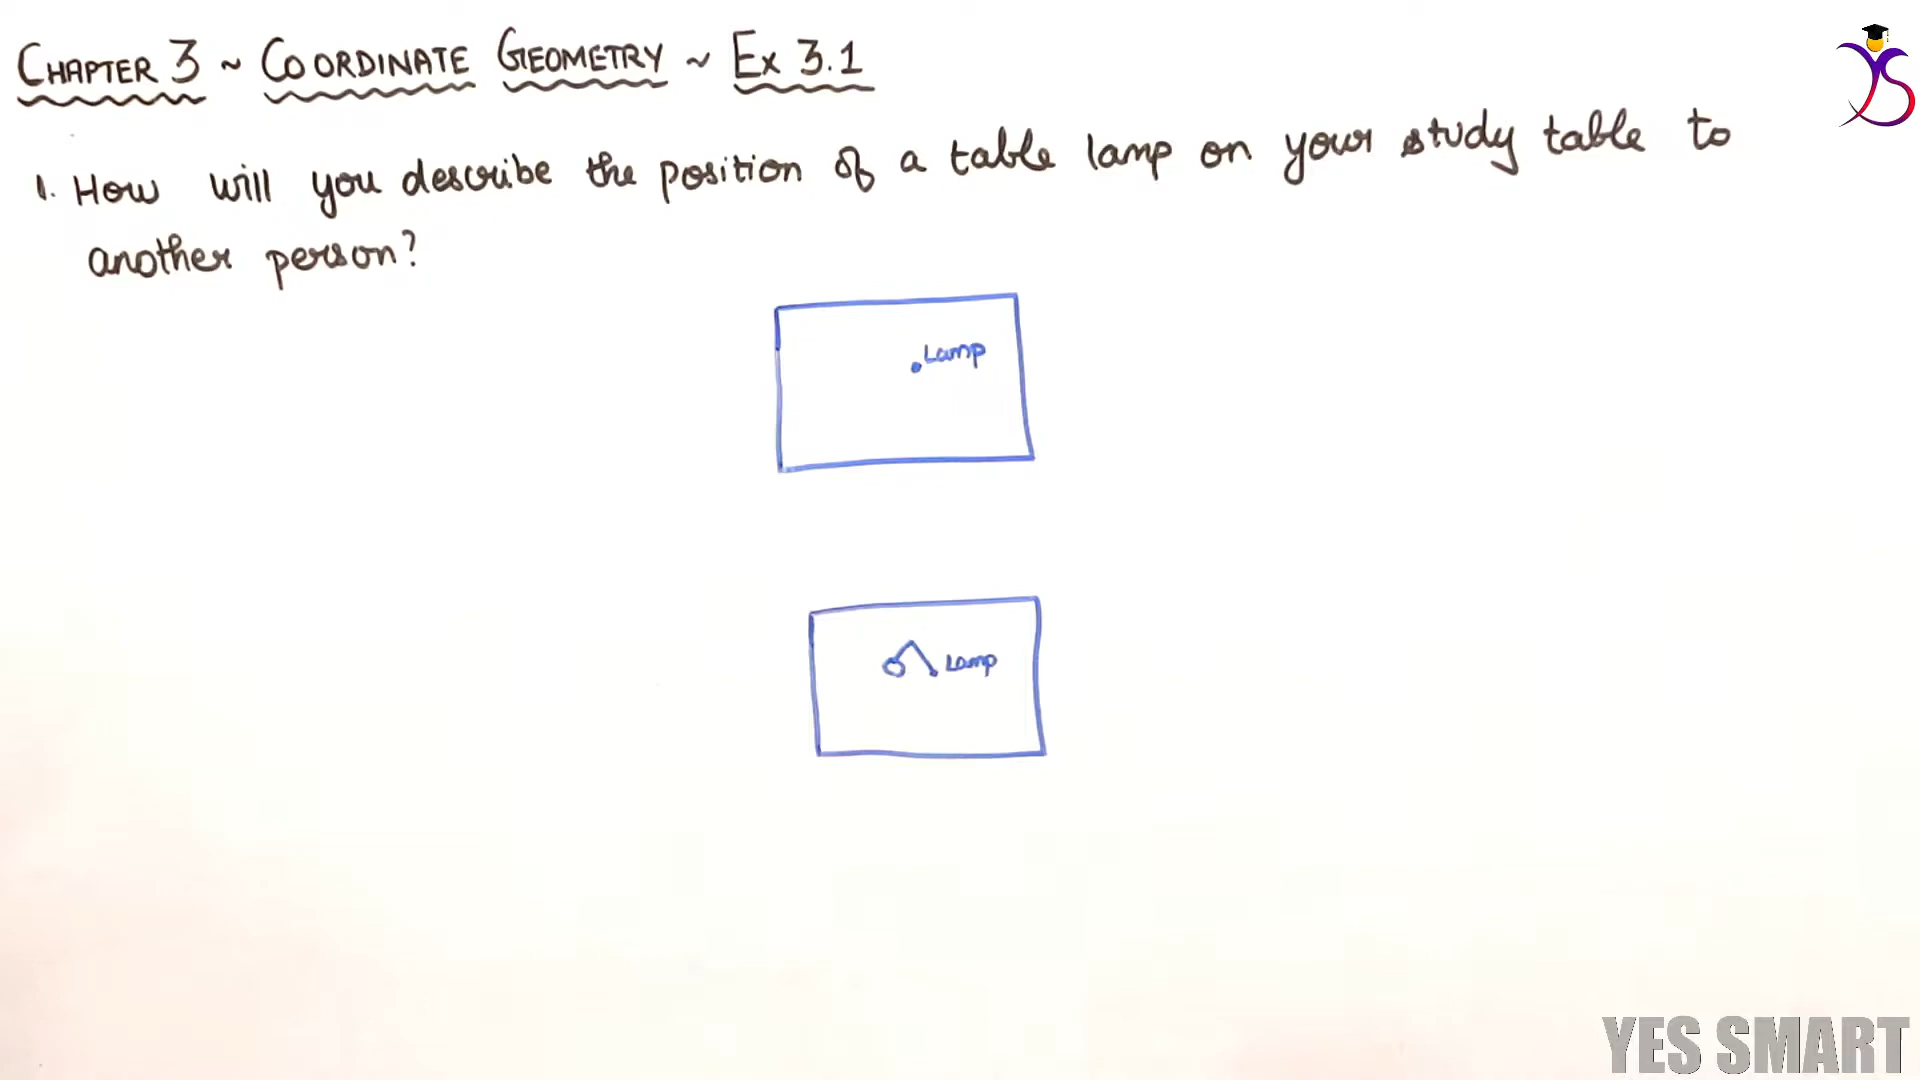 CHAPTER 3 ~ COORDINATE GEOMETRY ~ Ex 3.1
1. How will you describe the position of a table lamp on your study table to
another person?
Lamp
Lamp
YES SMART